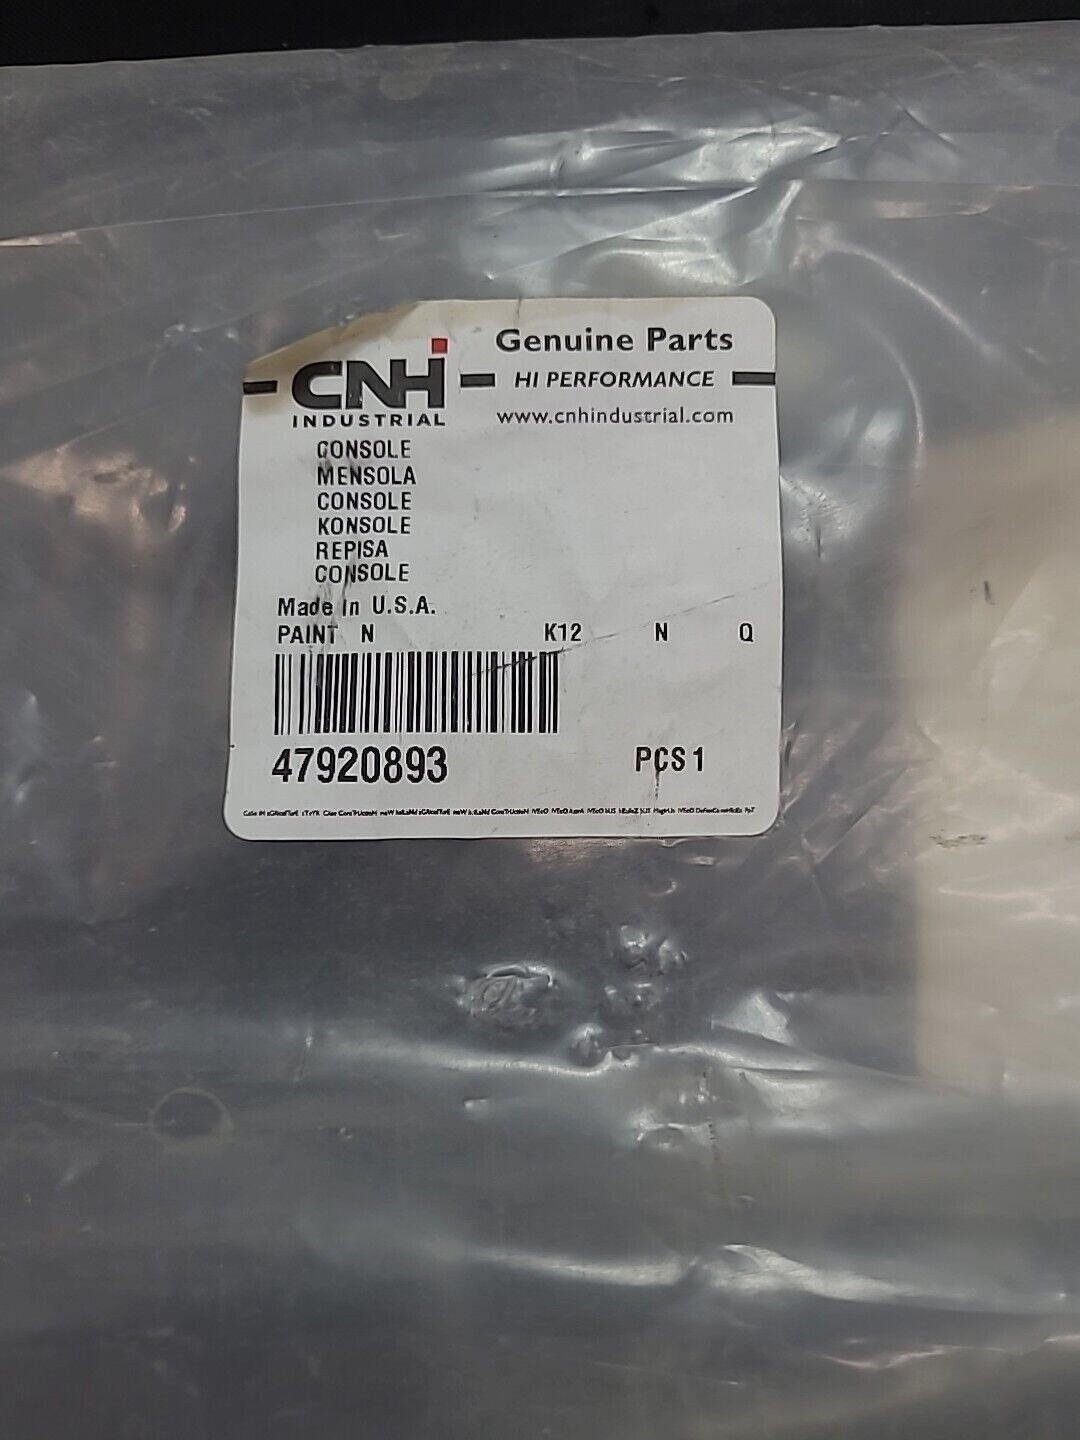 Genuine Parts
CNH
INDUSTRIAL
HI PERFORMANCE
www.cnhindustrial.com
CONSOLE
MENSOLA
CONSOLE
KONSOLE
REPISA
CONSOLE
Made in U.S.A.
PAINT N K12 N Q
47920893 PCS 1